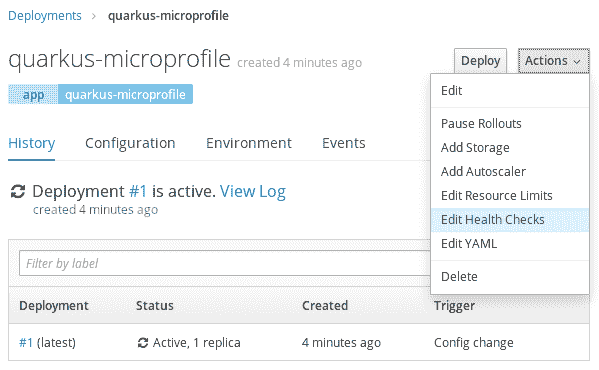 Deployments > quarkus-microprofile
quarkus-microprofile created 4 minutes ago
Deploy
Actions
app quarkus-microprofile
Edit
Pause Rollouts
Add Storage
Add Autoscaler
Edit Resource Limits
Edit Health Checks
Edit YAML
Delete
History Configuration Environment Events
Deployment #1 is active. View Log
created 4 minutes ago
Filter by label
Deployment Status Created Trigger
#1 (latest) Active, 1 replica 4 minutes ago Config change